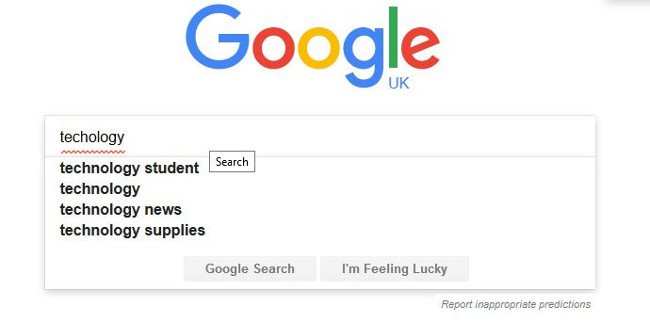 Google
UK
techology
technology student
Search
technology
technology news
technology supplies
Google Search
I'm Feeling Lucky
Report inappropriate predictions